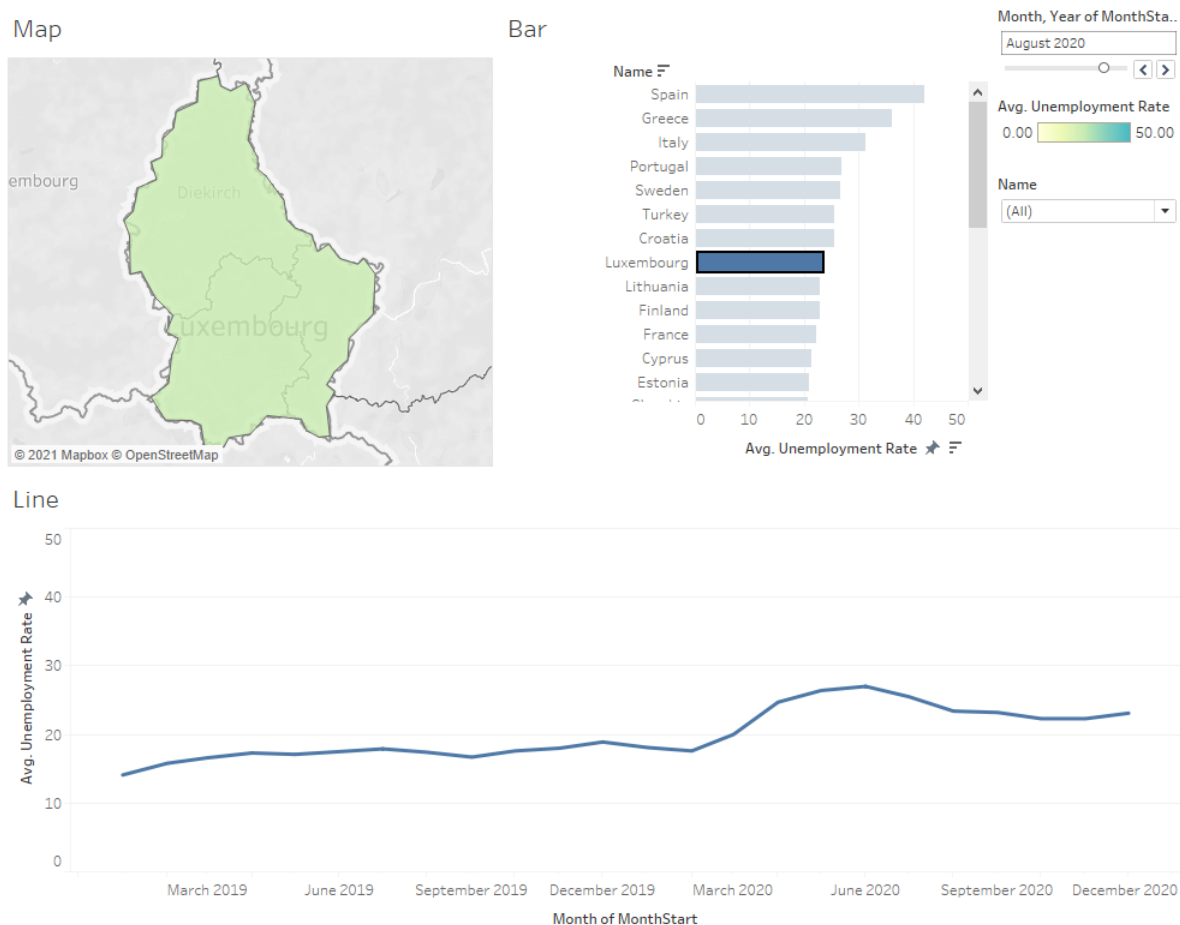 Map
embourg
Diekirch
uxembourg
© 2021 Mapbox © OpenStreetMap
Bar
Name
Spain
Greece
Italy
Portugal
Sweden
Turkey
Croatia
Luxembourg
Lithuania
Finland
France
Cyprus
Estonia
0 10 20 30 40 50
Avg. Unemployment Rate
Month, Year of MonthSta..
August 2020
Avg. Unemployment Rate
0.00 50.00
Name
(All)
Line
Avg. Unemployment Rate
50
40
30
20
10
0
March 2019 June 2019 September 2019 December 2019 March 2020 June 2020 September 2020 December 2020
Month of MonthStart